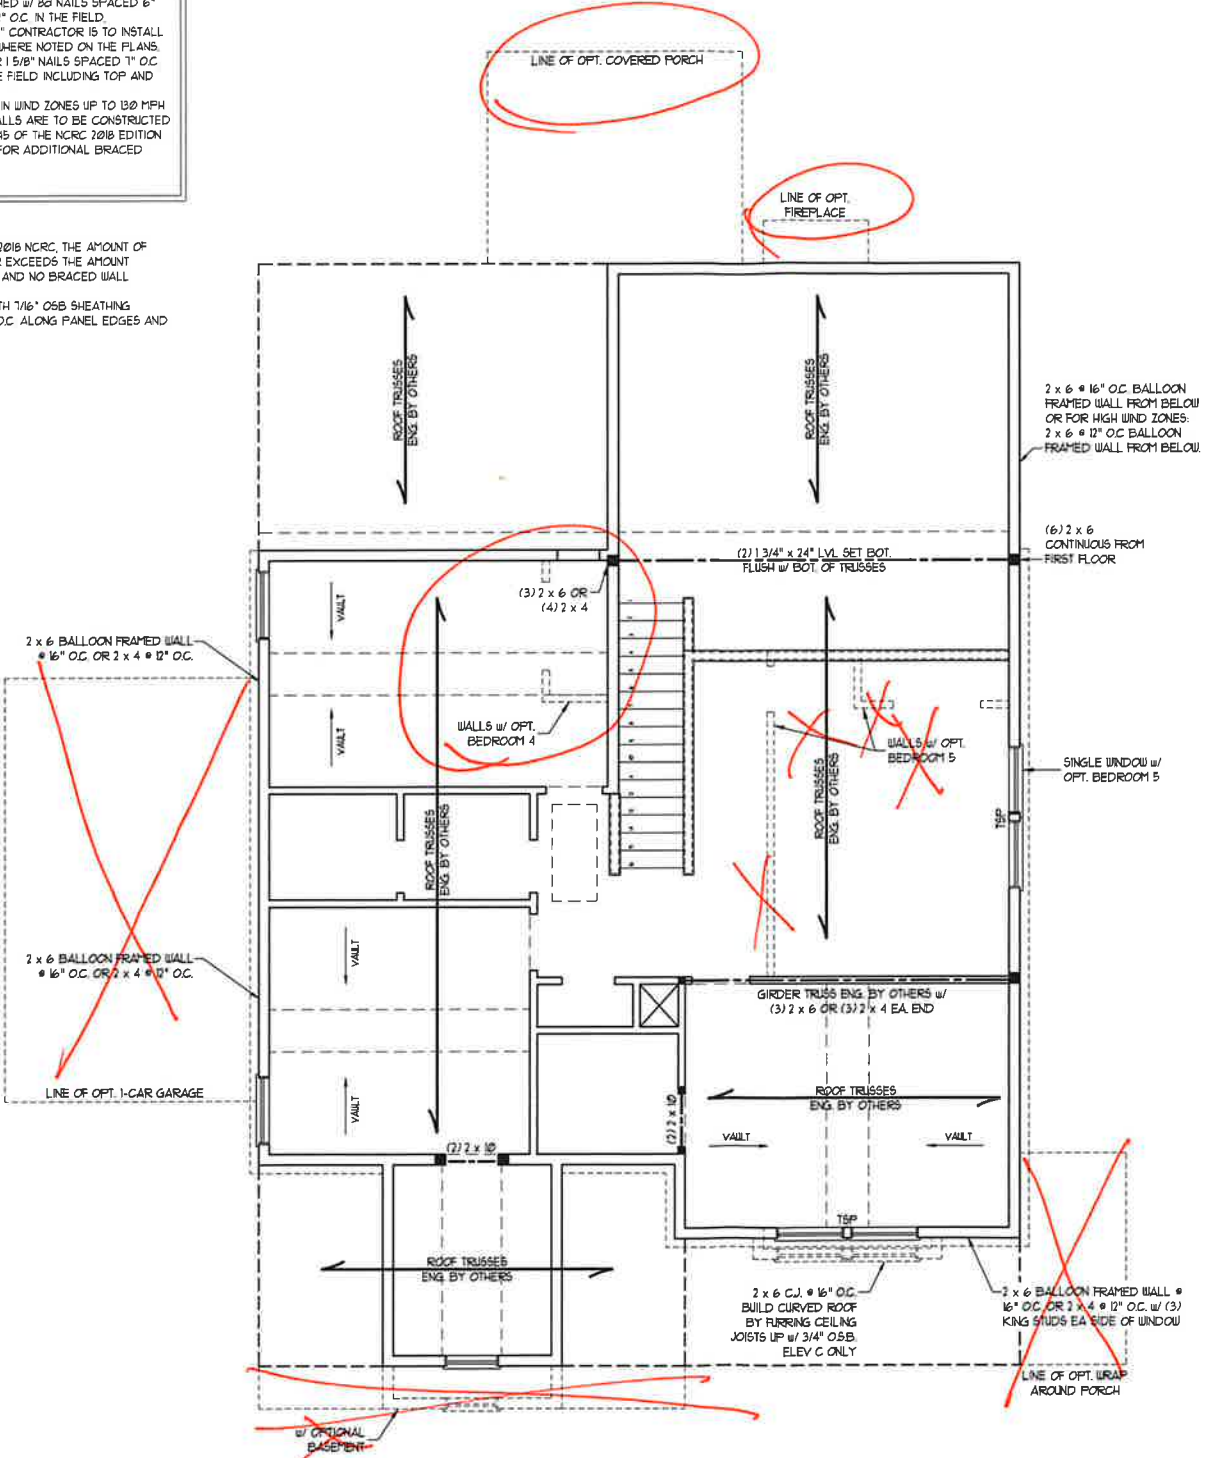 NED W/ 8d NAILS SPACED 6"
2" O.C. IN THE FIELD.
" CONTRACTOR IS TO INSTALL
WHERE NOTED ON THE PLANS.
R 1 5/8" NAILS SPACED 7" O.C.
E FIELD INCLUDING TOP AND
IN WIND ZONES UP TO 130 MPH
ALLS ARE TO BE CONSTRUCTED
OF THE NCRC 2018 EDITION
FOR ADDITIONAL BRACED
2018 NCRC, THE AMOUNT OF
EXCEEDS THE AMOUNT
AND NO BRACED WALL
TH 7/16" OSB SHEATHING
O.C. ALONG PANEL EDGES AND
LINE OF OPT. COVERED PORCH
LINE OF OPT.
FIREPLACE
ROOF TRUSSES
ENG. BY OTHERS
ROOF TRUSSES
ENG. BY OTHERS
2 x 6 @ 16" O.C. BALLOON
FRAMED WALL FROM BELOW
OR FOR HIGH WIND ZONES:
2 x 6 @ 12" O.C. BALLOON
FRAMED WALL FROM BELOW.
(6) 2 x 6
CONTINUOUS FROM
FIRST FLOOR
(2) 1 3/4" x 24" LVL SET BOT.
FLUSH w/ BOT. OF TRUSSES
(3) 2 x 6 OR
(4) 2 x 4
VAULT
2 x 6 BALLOON FRAMED WALL
@ 16" O.C. OR 2 x 4 @ 12" O.C.
VAULT
WALLS w/ OPT.
BEDROOM 4
WALLS w/ OPT.
BEDROOM 5
SINGLE WINDOW w/
OPT. BEDROOM 5
ROOF TRUSSES
ENG. BY OTHERS
TSP
ROOF TRUSSES
ENG. BY OTHERS
VAULT
2 x 6 BALLOON FRAMED WALL
@ 16" O.C. OR 2 x 4 @ 12" O.C.
GIRDER TRUSS ENG. BY OTHERS w/
(3) 2 x 6 OR (3) 2 x 4 EA. END
LINE OF OPT. 1-CAR GARAGE
VAULT
ROOF TRUSSES
ENG. BY OTHERS
(2) 2 x 10
VAULT
VAULT
(2) 2 x 10
TSP
ROOF TRUSSES
ENG. BY OTHERS
2 x 6 C.J. @ 16" O.C.
BUILD CURVED ROOF
BY FURRING CEILING
JOISTS UP w/ 3/4" O.S.B.
ELEV C ONLY
2 x 6 BALLOON FRAMED WALL @
16" O.C. OR 2 x 4 @ 12" O.C. w/ (3)
KING STUDS EA SIDE OF WINDOW
LINE OF OPT. WRAP
AROUND PORCH
w/ OPTIONAL
BASEMENT